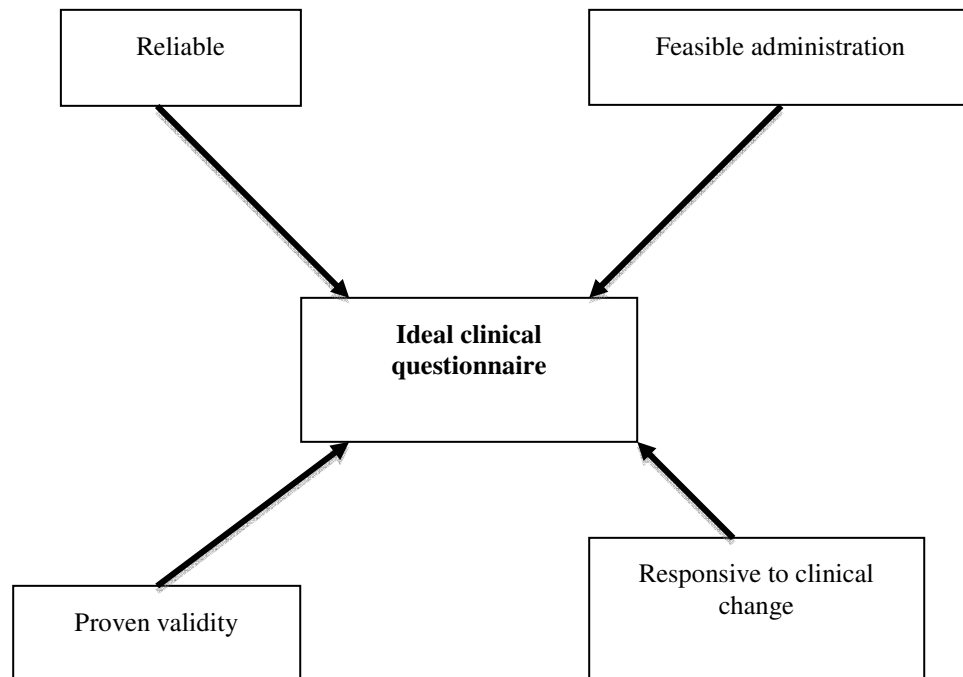 Reliable
Feasible administration
Ideal clinical
questionnaire
Proven validity
Responsive to clinical
change